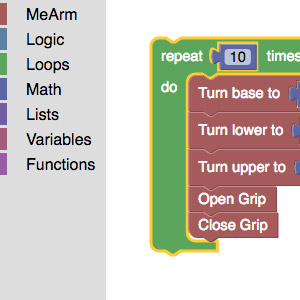 MeArm
Logic
Loops
Math
Lists
Variables
Functions
repeat 10 times
do
Turn base to
Turn lower to
Turn upper to
Open Grip
Close Grip